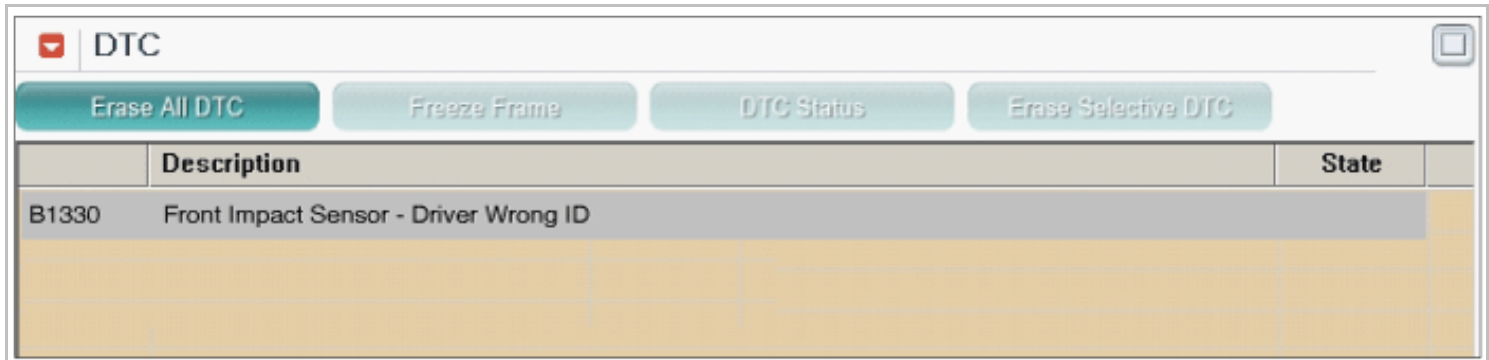 DTC
Erase All DTC Freeze Frame DTC Status Erase Selective DTC
Description State
B1330 Front Impact Sensor - Driver Wrong ID